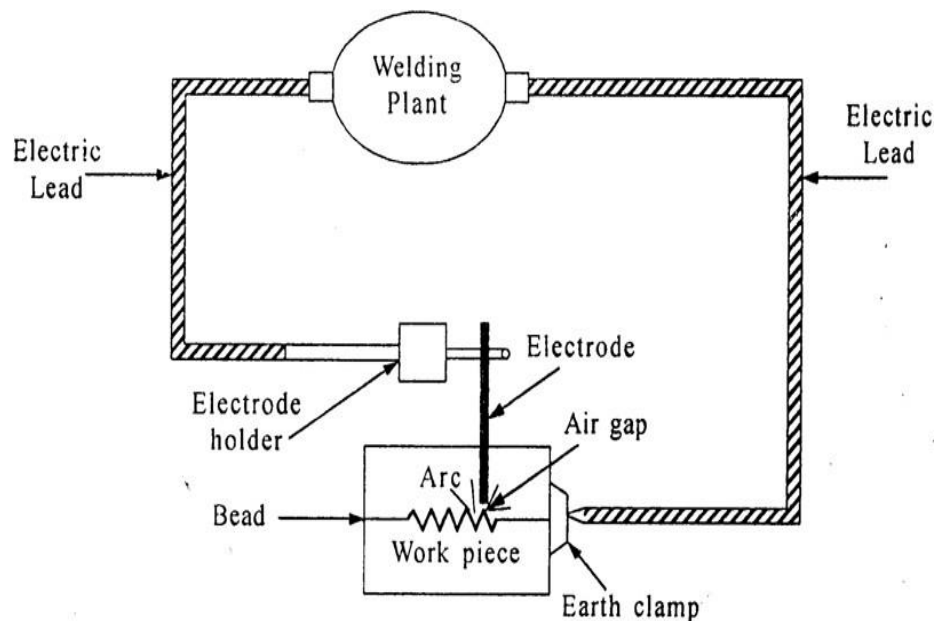 Welding
Plant
Electric
Lead
Electric
Lead
Electrode
Electrode
holder
Air gap
Arc
Bead
Work piece
Earth clamp